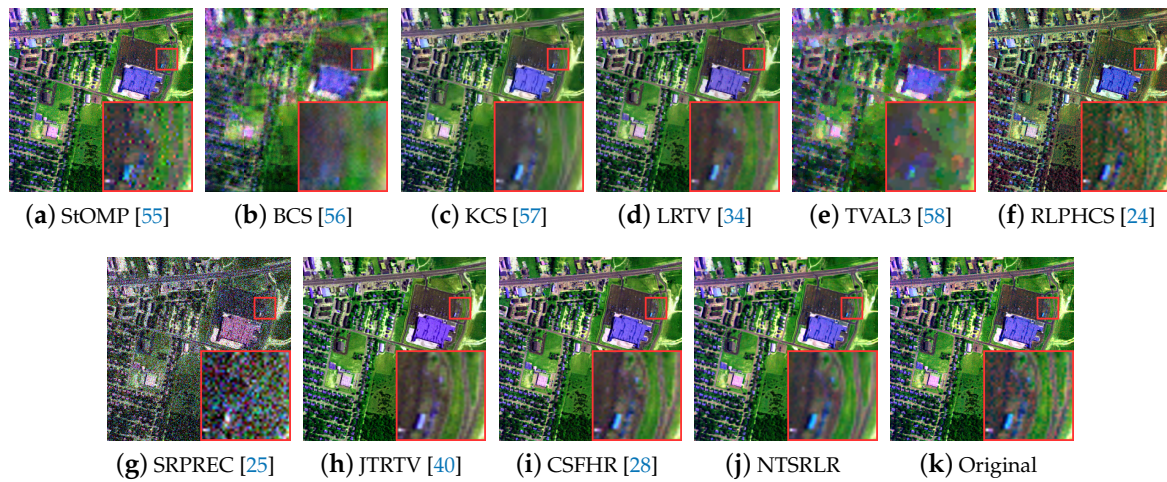 (a) StOMP [55] (b) BCS [56] (c) KCS [57] (d) LRTV [34] (e) TVAL3 [58] (f) RLPHCS [24]
(g) SRPREC [25] (h) JTRTV [40] (i) CSFHR [28] (j) NTSRLR (k) Original